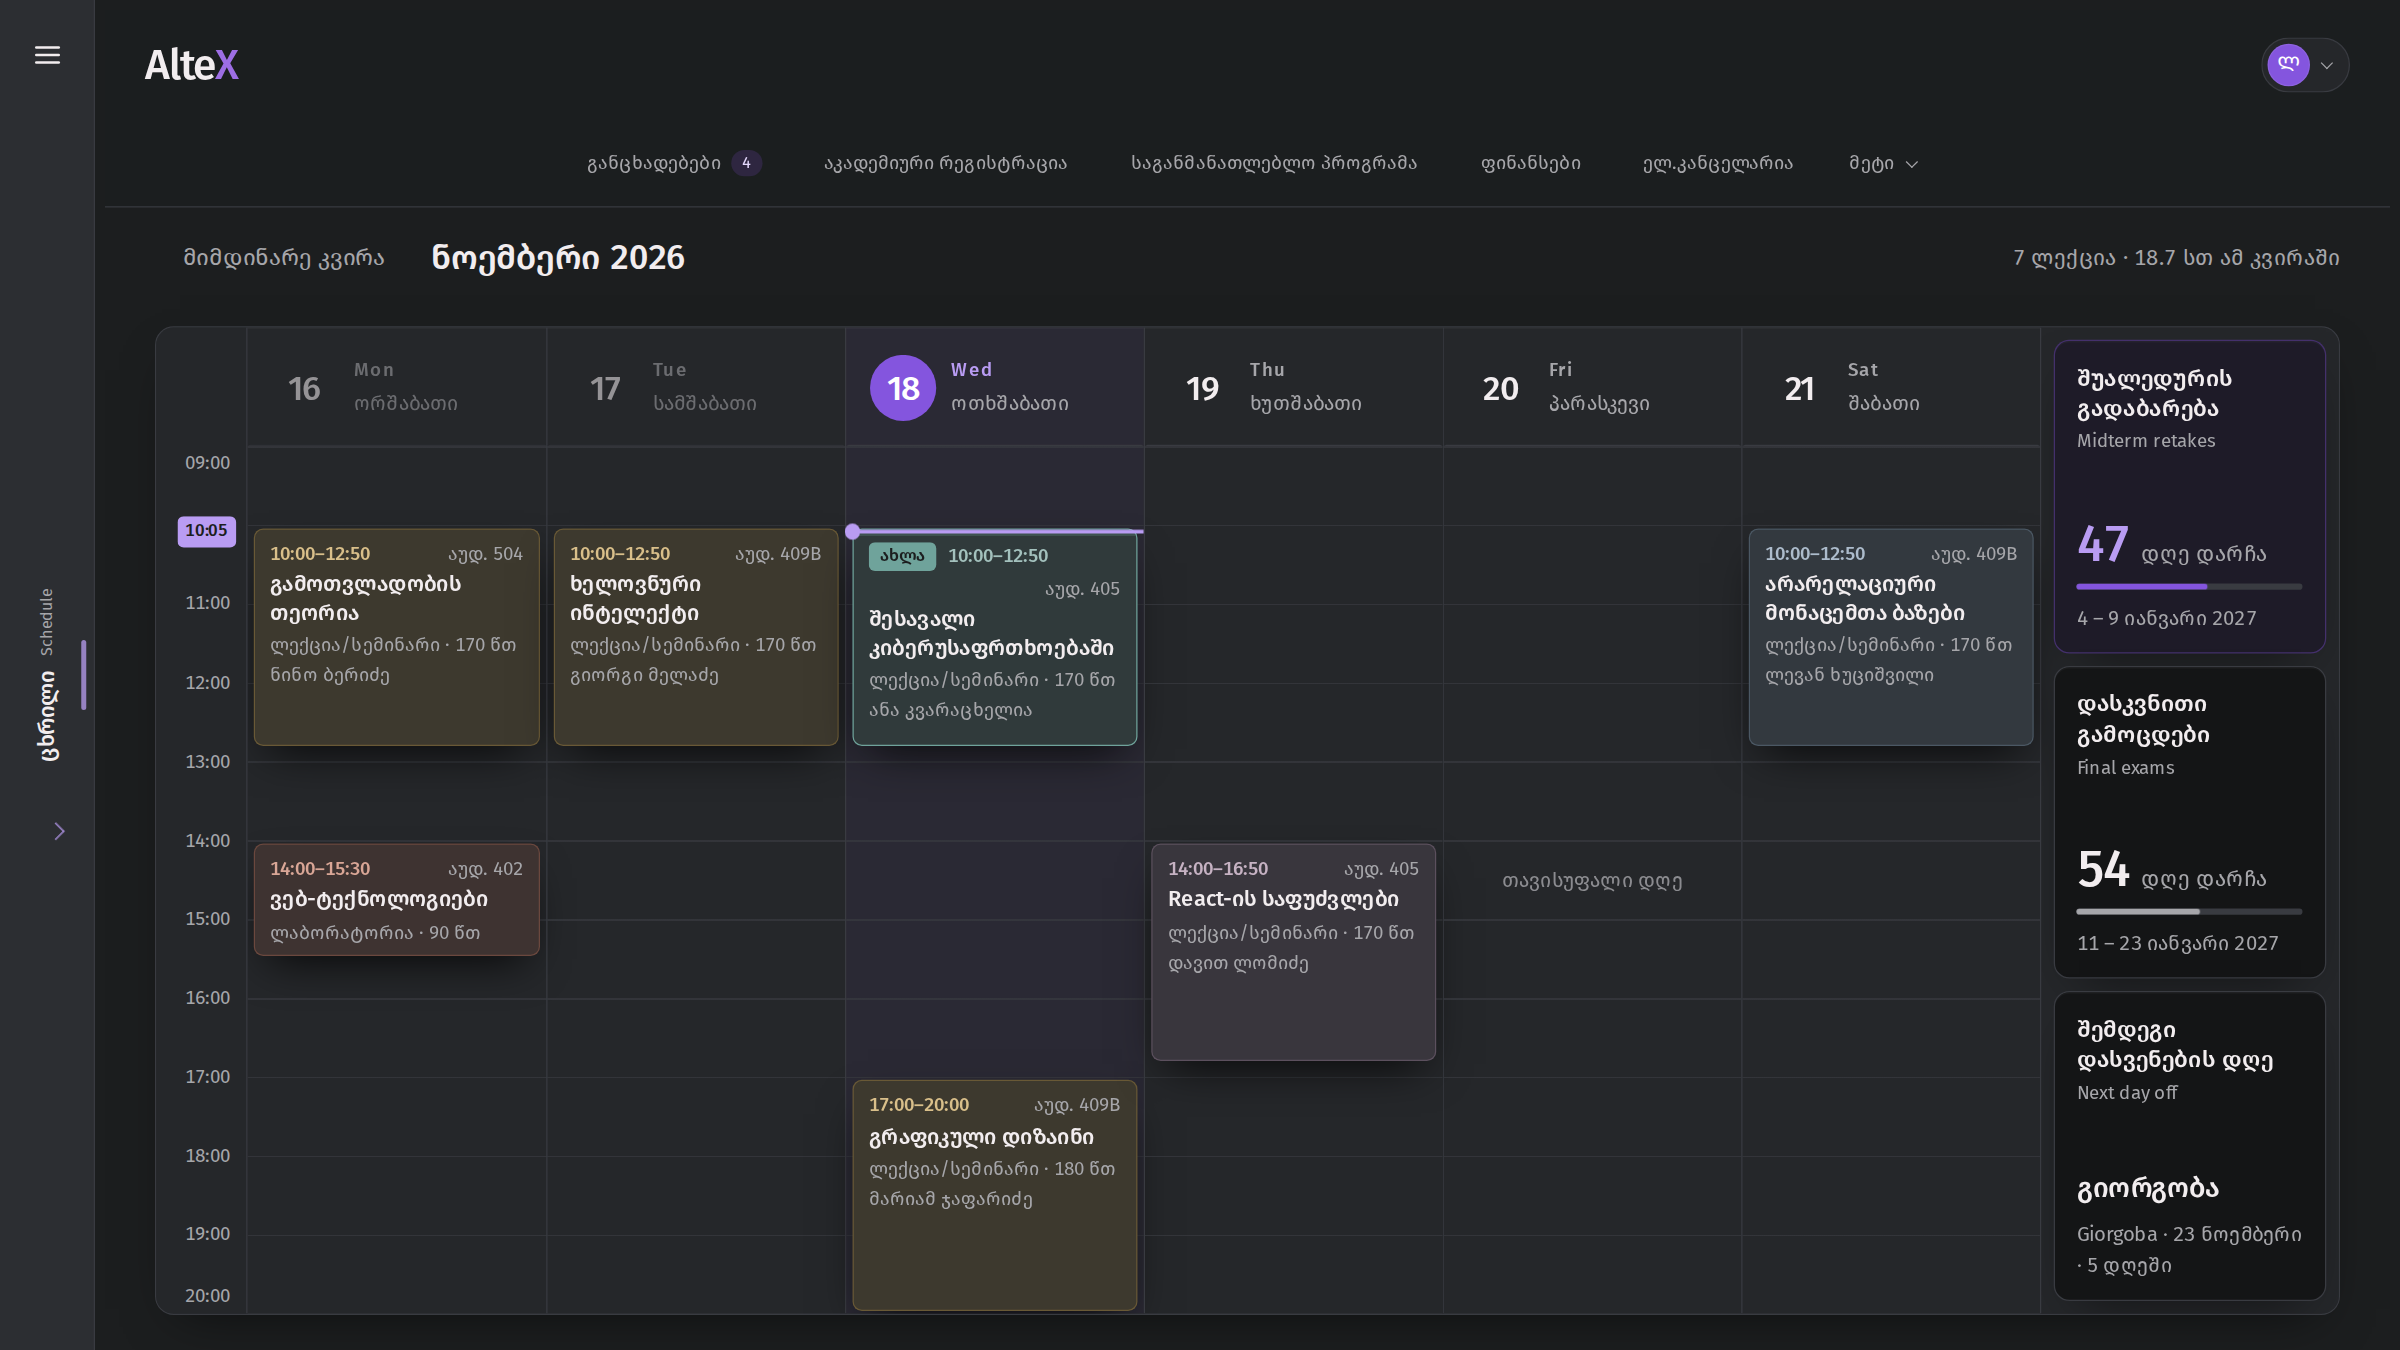 AlteX
ლ
განცხადებები 4 აკადემიური რეგისტრაცია საგანმანათლებლო პროგრამა ფინანსები ელ.კანცელარია მეტი
მიმდინარე კვირა ნოემბერი 2026
7 ლექცია · 18.7 სთ ამ კვირაში
ცხრილი Schedule
16 Mon ორშაბათი
17 Tue სამშაბათი
18 Wed ოთხშაბათი
19 Thu ხუთშაბათი
20 Fri პარასკევი
21 Sat შაბათი
09:00
10:05
11:00
12:00
13:00
14:00
15:00
16:00
17:00
18:00
19:00
20:00
10:00–12:50 აუდ. 504
გამოთვლადობის
თეორია
ლექცია/სემინარი · 170 წთ
ნინო ბერიძე
14:00–15:30 აუდ. 402
ვებ-ტექნოლოგიები
ლაბორატორია · 90 წთ
10:00–12:50 აუდ. 409B
ხელოვნური
ინტელექტი
ლექცია/სემინარი · 170 წთ
გიორგი მელაძე
ახლა 10:00–12:50
აუდ. 405
შესავალი
კიბერუსაფრთხოებაში
ლექცია/სემინარი · 170 წთ
ანა კვარაცხელია
17:00–20:00 აუდ. 409B
გრაფიკული დიზაინი
ლექცია/სემინარი · 180 წთ
მარიამ ჯაფარიძე
14:00–16:50 აუდ. 405
React-ის საფუძვლები
ლექცია/სემინარი · 170 წთ
დავით ლომიძე
თავისუფალი დღე
10:00–12:50 აუდ. 409B
არარელაციური
მონაცემთა ბაზები
ლექცია/სემინარი · 170 წთ
ლევან ხუციშვილი
შუალედურის
გადაბარება
Midterm retakes
47 დღე დარჩა
4 – 9 იანვარი 2027
დასკვნითი
გამოცდები
Final exams
54 დღე დარჩა
11 – 23 იანვარი 2027
შემდეგი
დასვენების დღე
Next day off
გიორგობა
Giorgoba · 23 ნოემბერი
· 5 დღეში